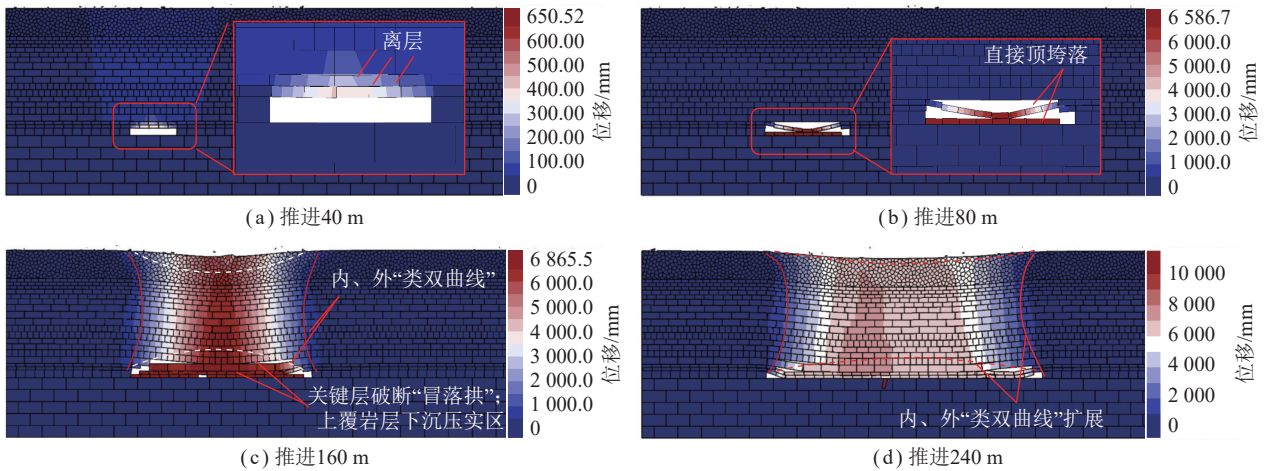 650.52
600.00
500.00
400.00
300.00
200.00
100.00
0
位移/mm
离层
(a) 推进40 m
6 586.7
6 000.0
5 000.0
4 000.0
3 000.0
2 000.0
1 000.0
0
位移/mm
直接顶垮落
(b) 推进80 m
6 865.5
6 000.0
5 000.0
4 000.0
3 000.0
2 000.0
1 000.0
0
位移/mm
内、外“类双曲线”
关键层破断“冒落拱”；
上覆岩层下沉压实区
(c) 推进160 m
10 000
8 000
6 000
4 000
2 000
0
位移/mm
内、外“类双曲线”扩展
(d) 推进240 m